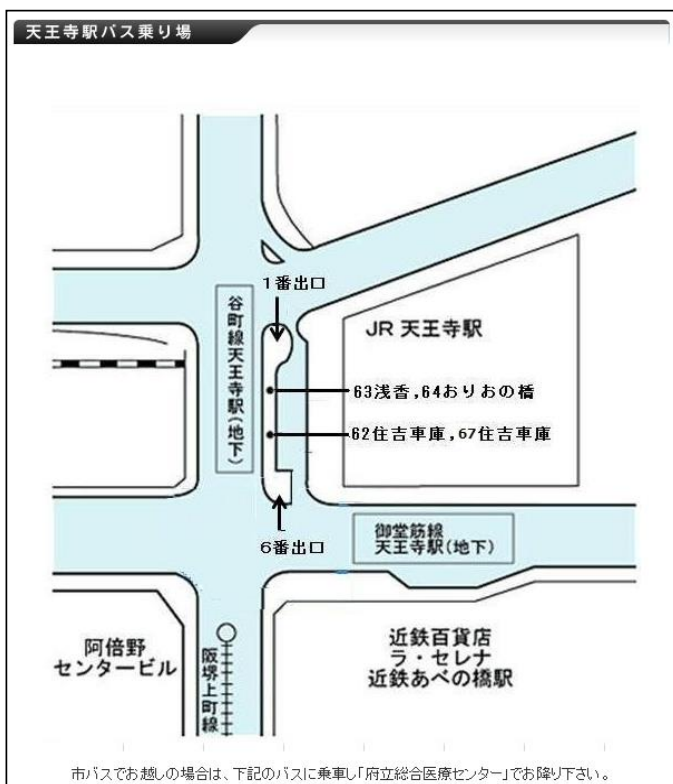 天王寺駅バス乗り場
1番出口
谷町線天王寺駅(地下)
JR 天王寺駅
63浅香,64おりおの橋
62住吉車庫,67住吉車庫
6番出口
御堂筋線
天王寺駅(地下)
阿倍野
センタービル
阪堺上町線
近鉄百貨店
ラ・セレナ
近鉄あべの橋駅
市バスでお越しの場合は、下記のバスに乗車し「府立総合医療センター」でお降り下さい。